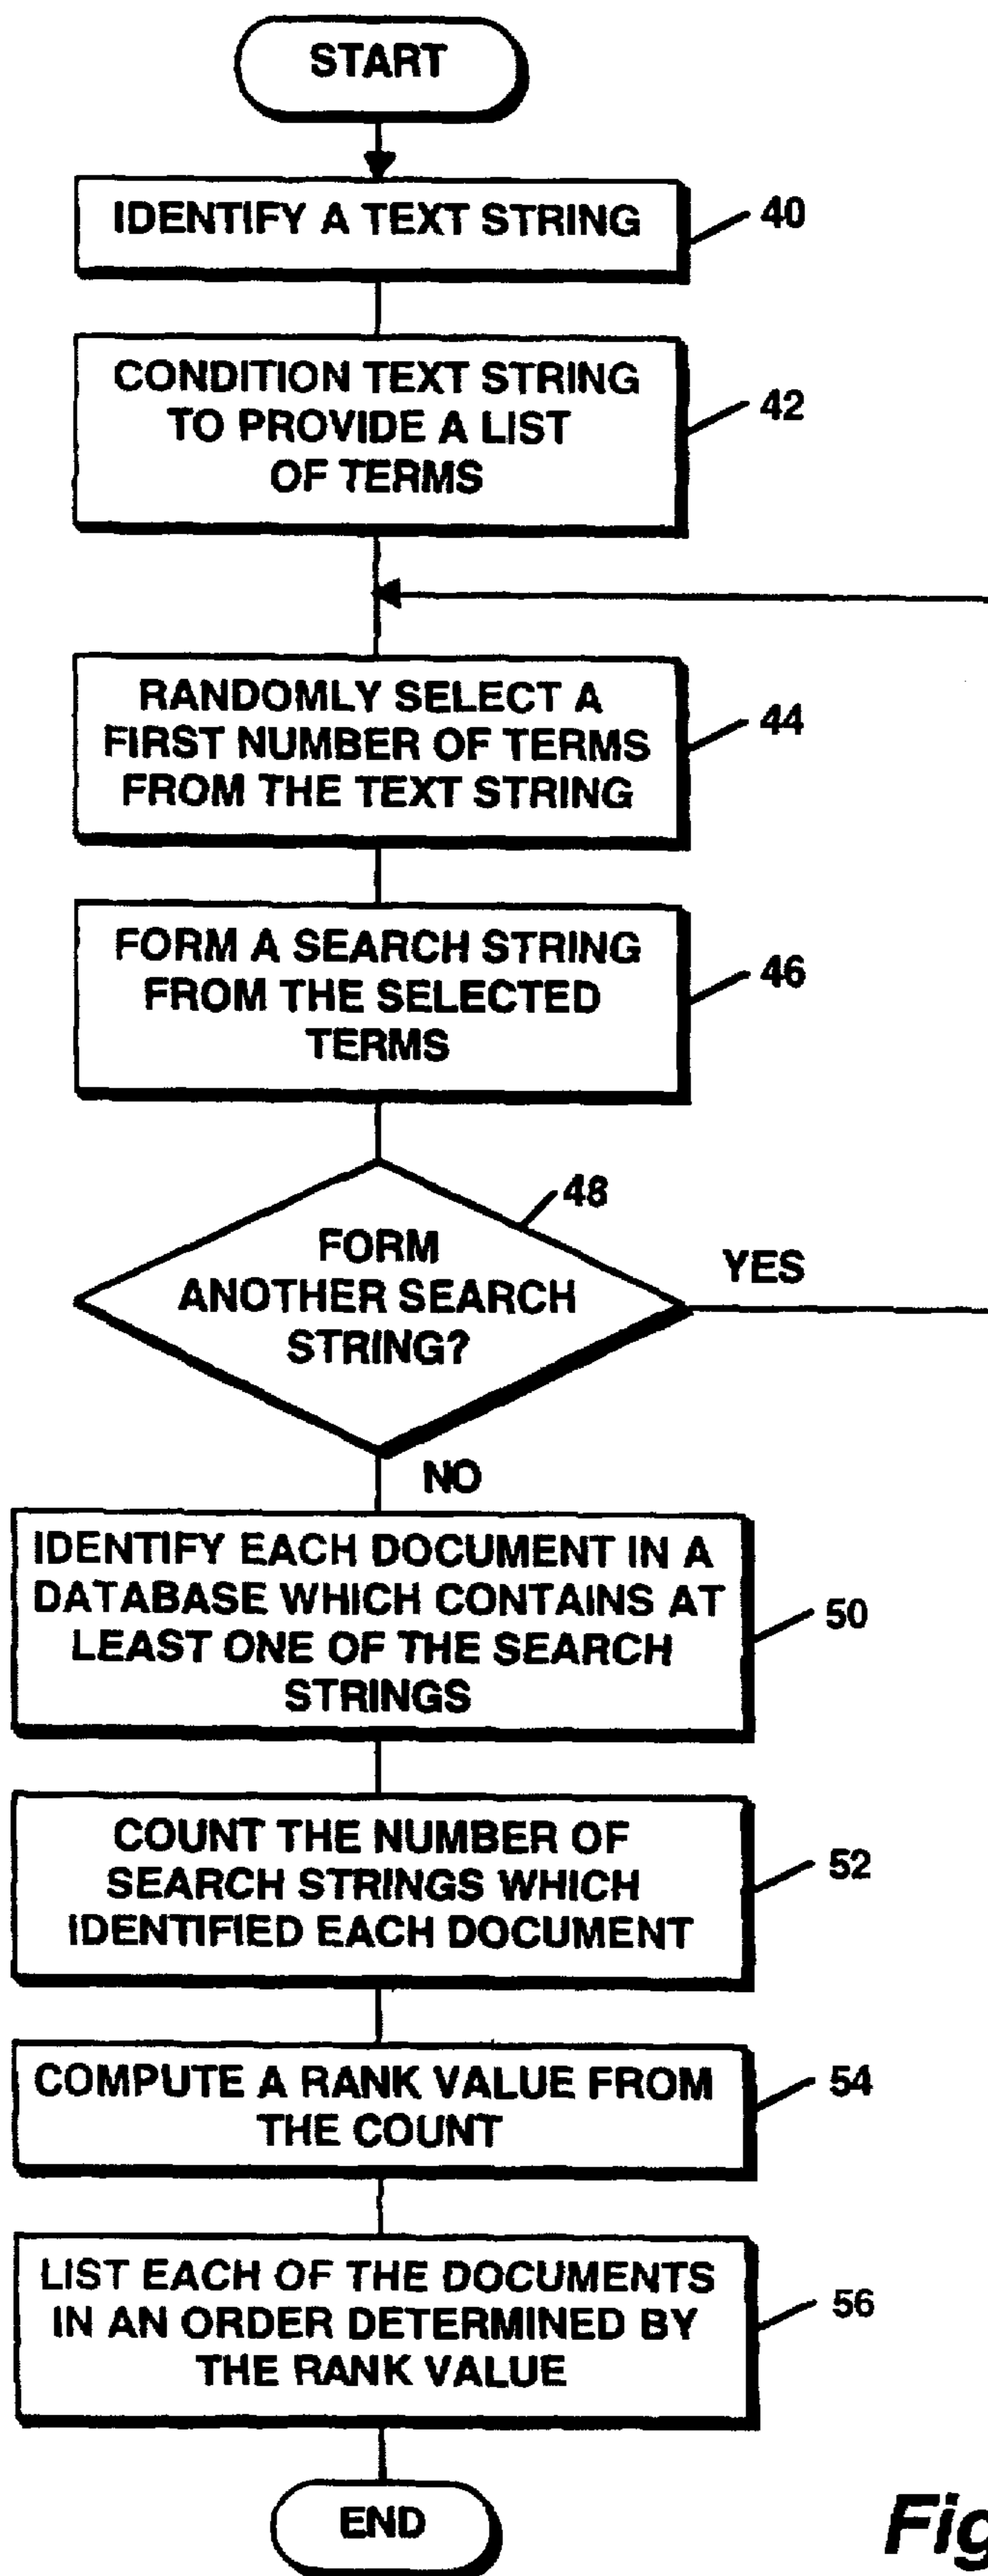 START
IDENTIFY A TEXT STRING
40
CONDITION TEXT STRING
TO PROVIDE A LIST
OF TERMS
42
RANDOMLY SELECT A
FIRST NUMBER OF TERMS
FROM THE TEXT STRING
44
FORM A SEARCH STRING
FROM THE SELECTED
TERMS
46
48
FORM
ANOTHER SEARCH
STRING?
YES
NO
IDENTIFY EACH DOCUMENT IN A
DATABASE WHICH CONTAINS AT
LEAST ONE OF THE SEARCH
STRINGS
50
COUNT THE NUMBER OF
SEARCH STRINGS WHICH
IDENTIFIED EACH DOCUMENT
52
COMPUTE A RANK VALUE FROM
THE COUNT
54
LIST EACH OF THE DOCUMENTS
IN AN ORDER DETERMINED BY
THE RANK VALUE
56
END
Fig